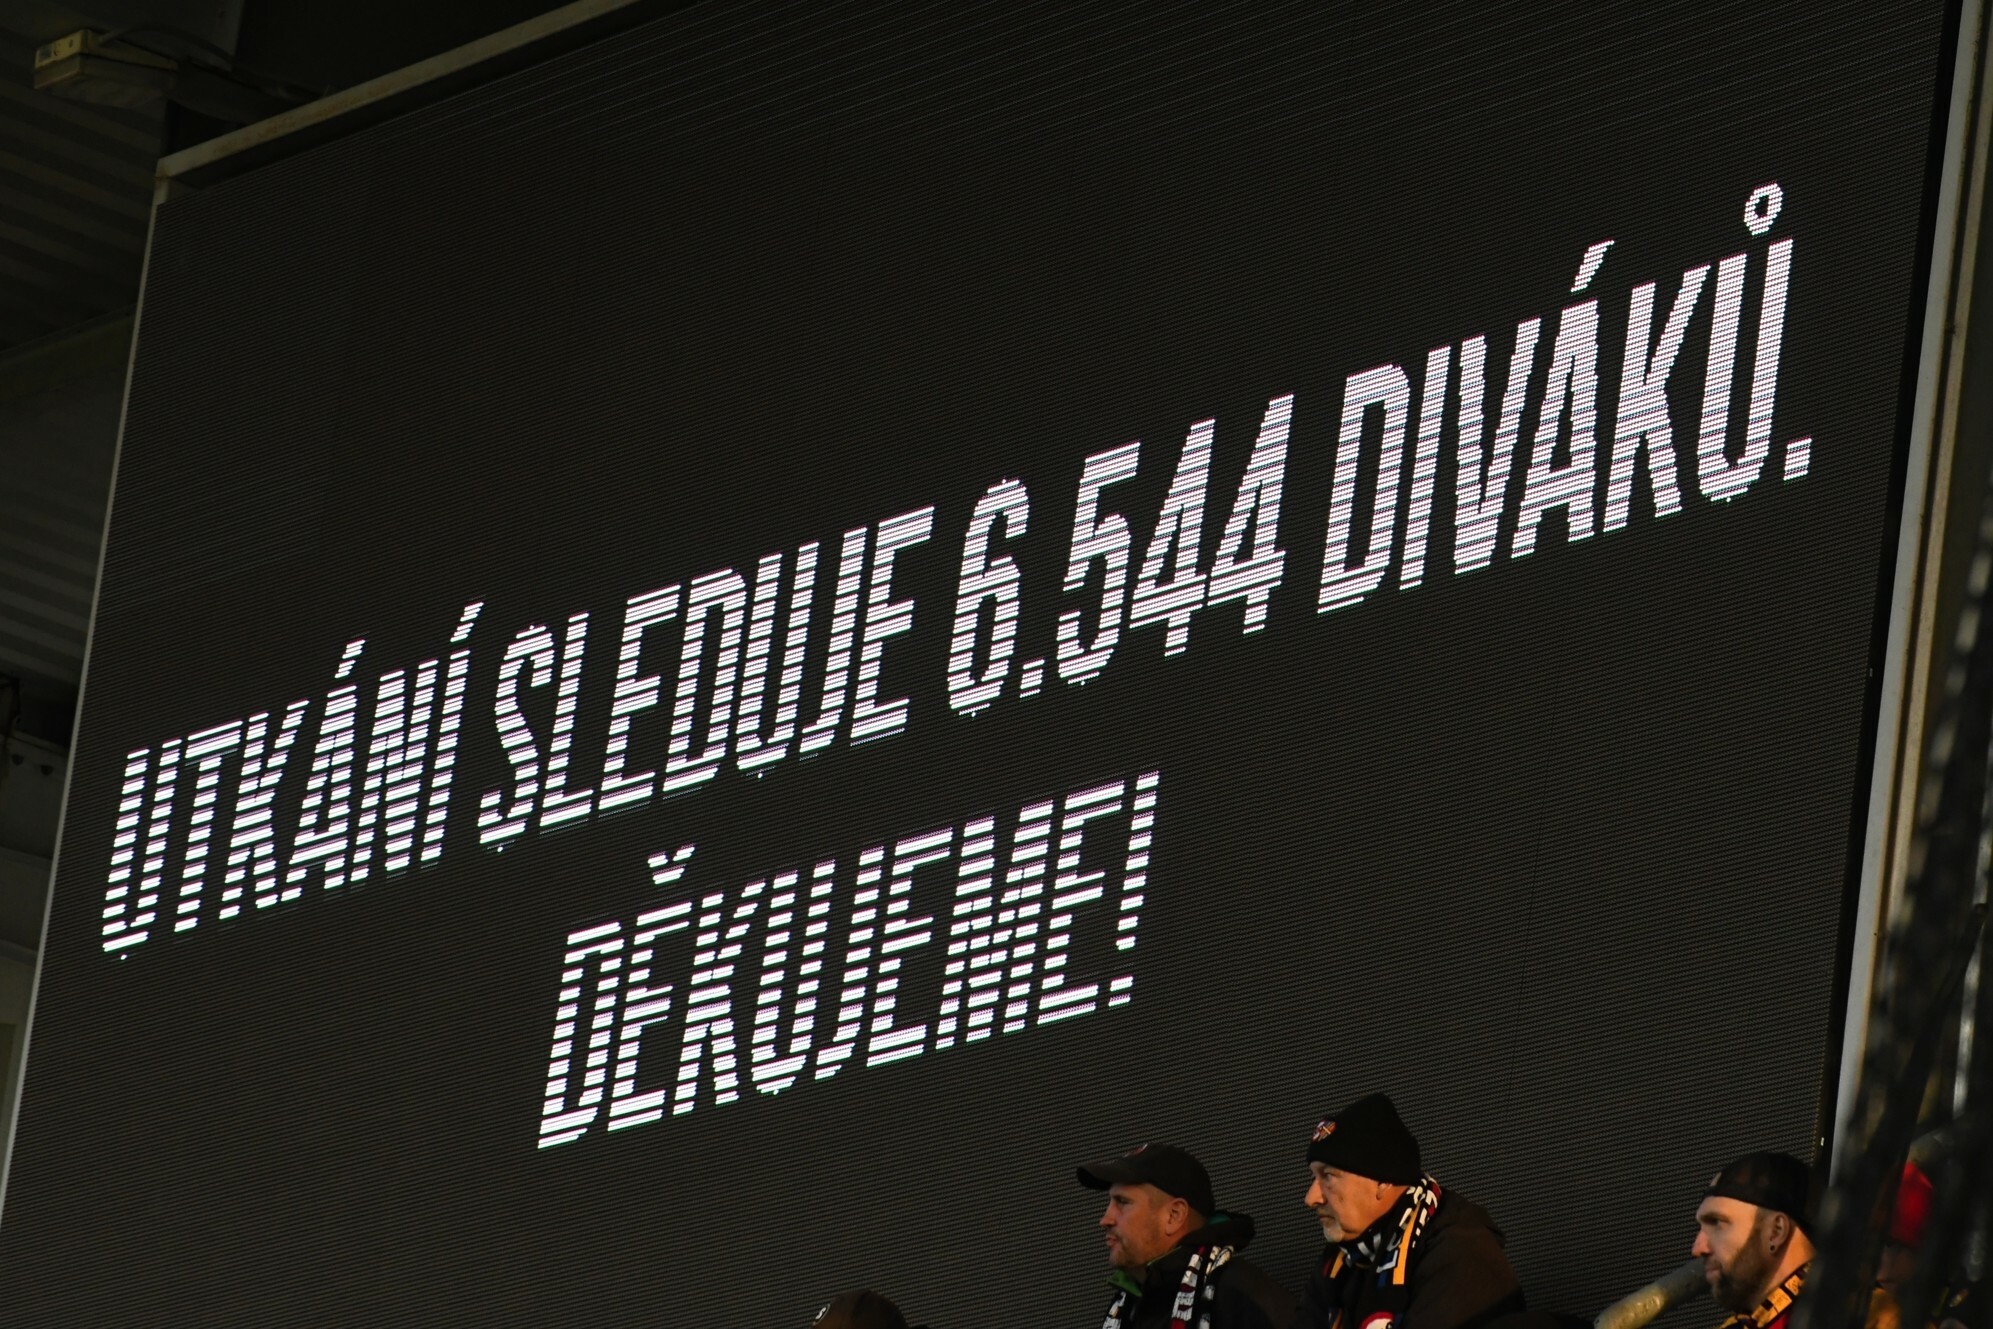 UTKÁNÍ SLEDUJE 6.544 DIVÁKŮ.
DĚKUJEME!